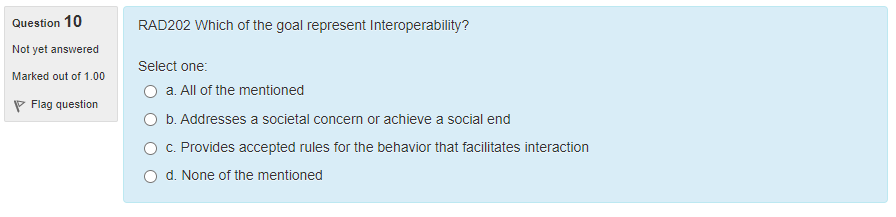 Question 10
Not yet answered
Marked out of 1.00
Flag question
RAD202 Which of the goal represent Interoperability?
Select one:
a. All of the mentioned
b. Addresses a societal concern or achieve a social end
c. Provides accepted rules for the behavior that facilitates interaction
d. None of the mentioned